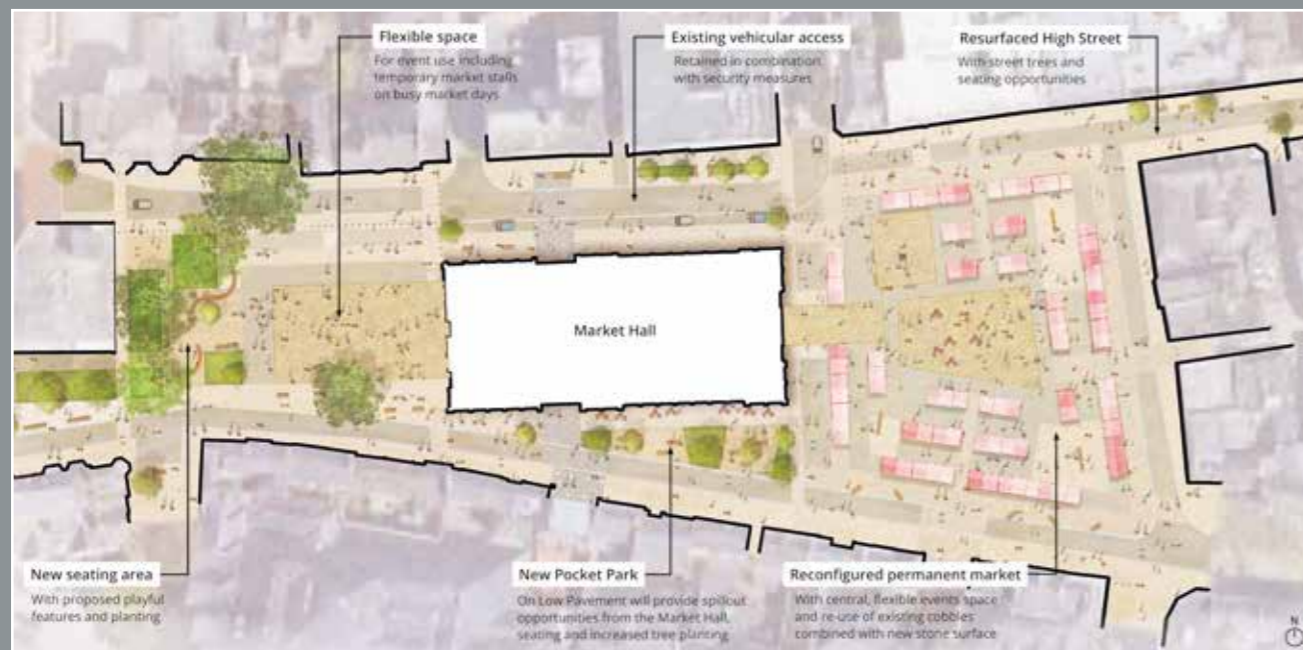 Flexible space
For event use including
temporary market stalls
on busy market days
Existing vehicular access
Retained in combination
with security measures
Resurfaced High Street
With street trees and
seating opportunities
Market Hall
New seating area
With proposed playful
features and planting
New Pocket Park
On Low Pavement will provide spillout
opportunities from the Market Hall,
seating and increased tree planting
Reconfigured permanent market
With central, flexible events space
and re-use of existing cobbles
combined with new stone surface
N